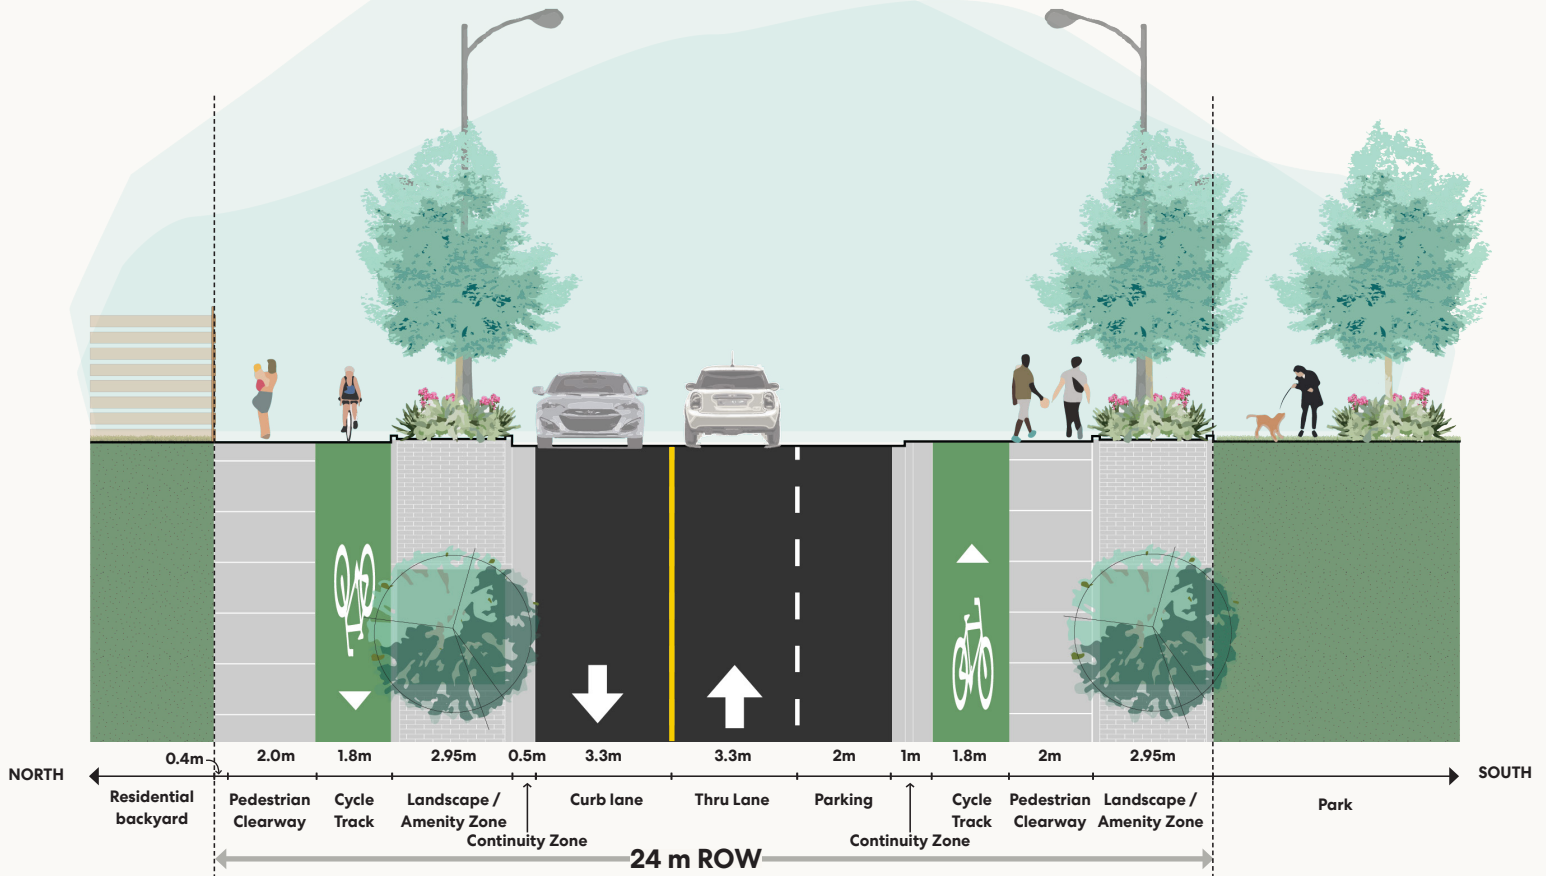 0.4m
2.0m
1.8m
2.95m
0.5m
3.3m
3.3m
2m
1m
1.8m
2m
2.95m
NORTH
SOUTH
Residential
backyard
Pedestrian
Clearway
Cycle
Track
Landscape /
Amenity Zone
Continuity Zone
Curb lane
Thru Lane
Parking
Continuity Zone
Cycle
Track
Pedestrian
Clearway
Landscape /
Amenity Zone
Park
24 m ROW